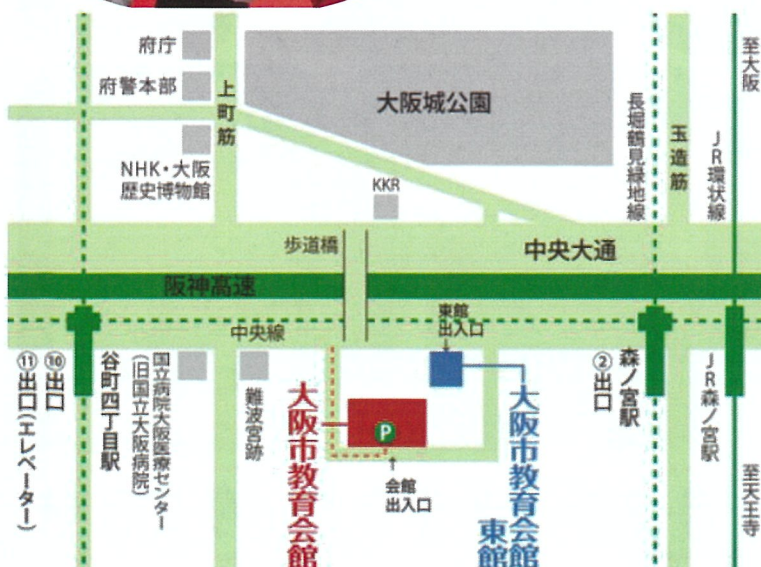 府庁
府警本部
上町筋
大阪城公園
NHK・大阪
歴史博物館
KKR
長堀鶴見緑地線
玉造筋
JR環状線
至大阪
歩道橋
中央大通
阪神高速
中央線
東館
出入口
⑪出口(エレベーター)
⑩出口
谷町四丁目駅
国立病院大阪医療センター
(旧国立大阪病院)
難波宮跡
大阪市教育会館
P
会館
出入口
大阪市教育会館
東館
②出口
森ノ宮駅
JR森ノ宮駅
至天王寺